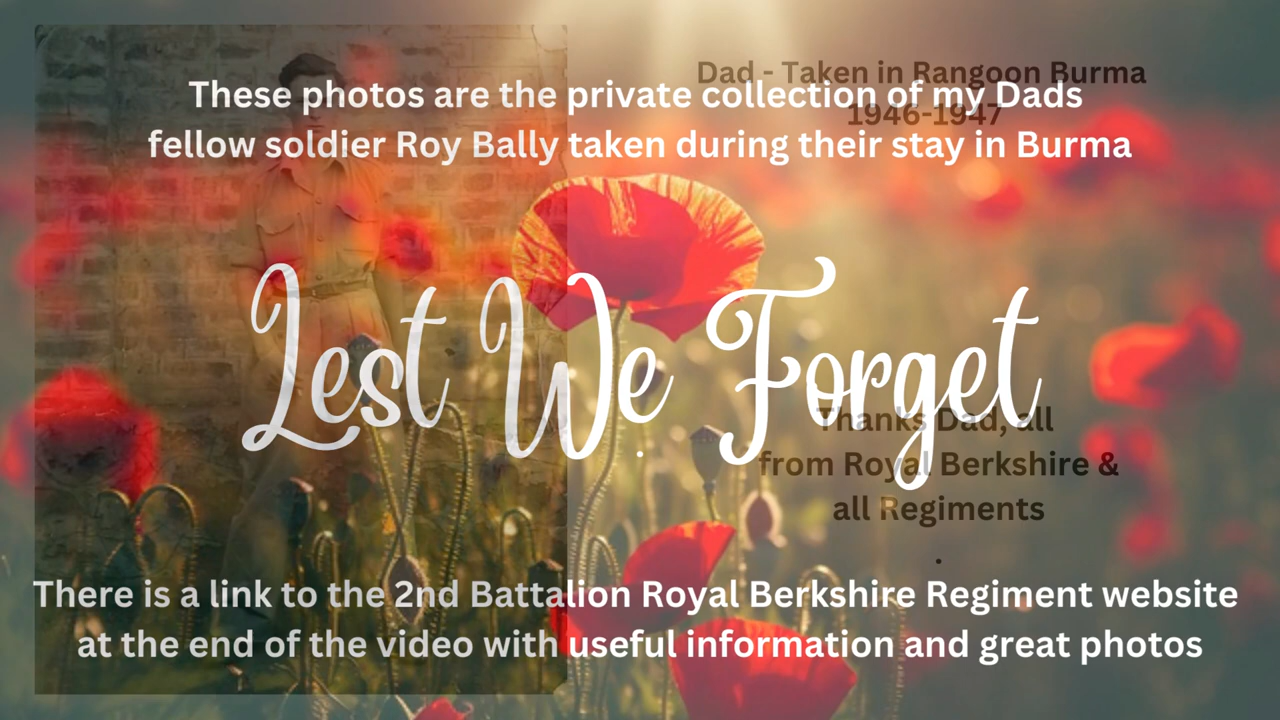 Dad - Taken in Rangoon Burma
1946-1947
These photos are the private collection of my Dads
fellow soldier Roy Bally taken during their stay in Burma
Lest We Forget
.
Thanks Dad, all
from Royal Berkshire &
all Regiments
.
There is a link to the 2nd Battalion Royal Berkshire Regiment website
at the end of the video with useful information and great photos